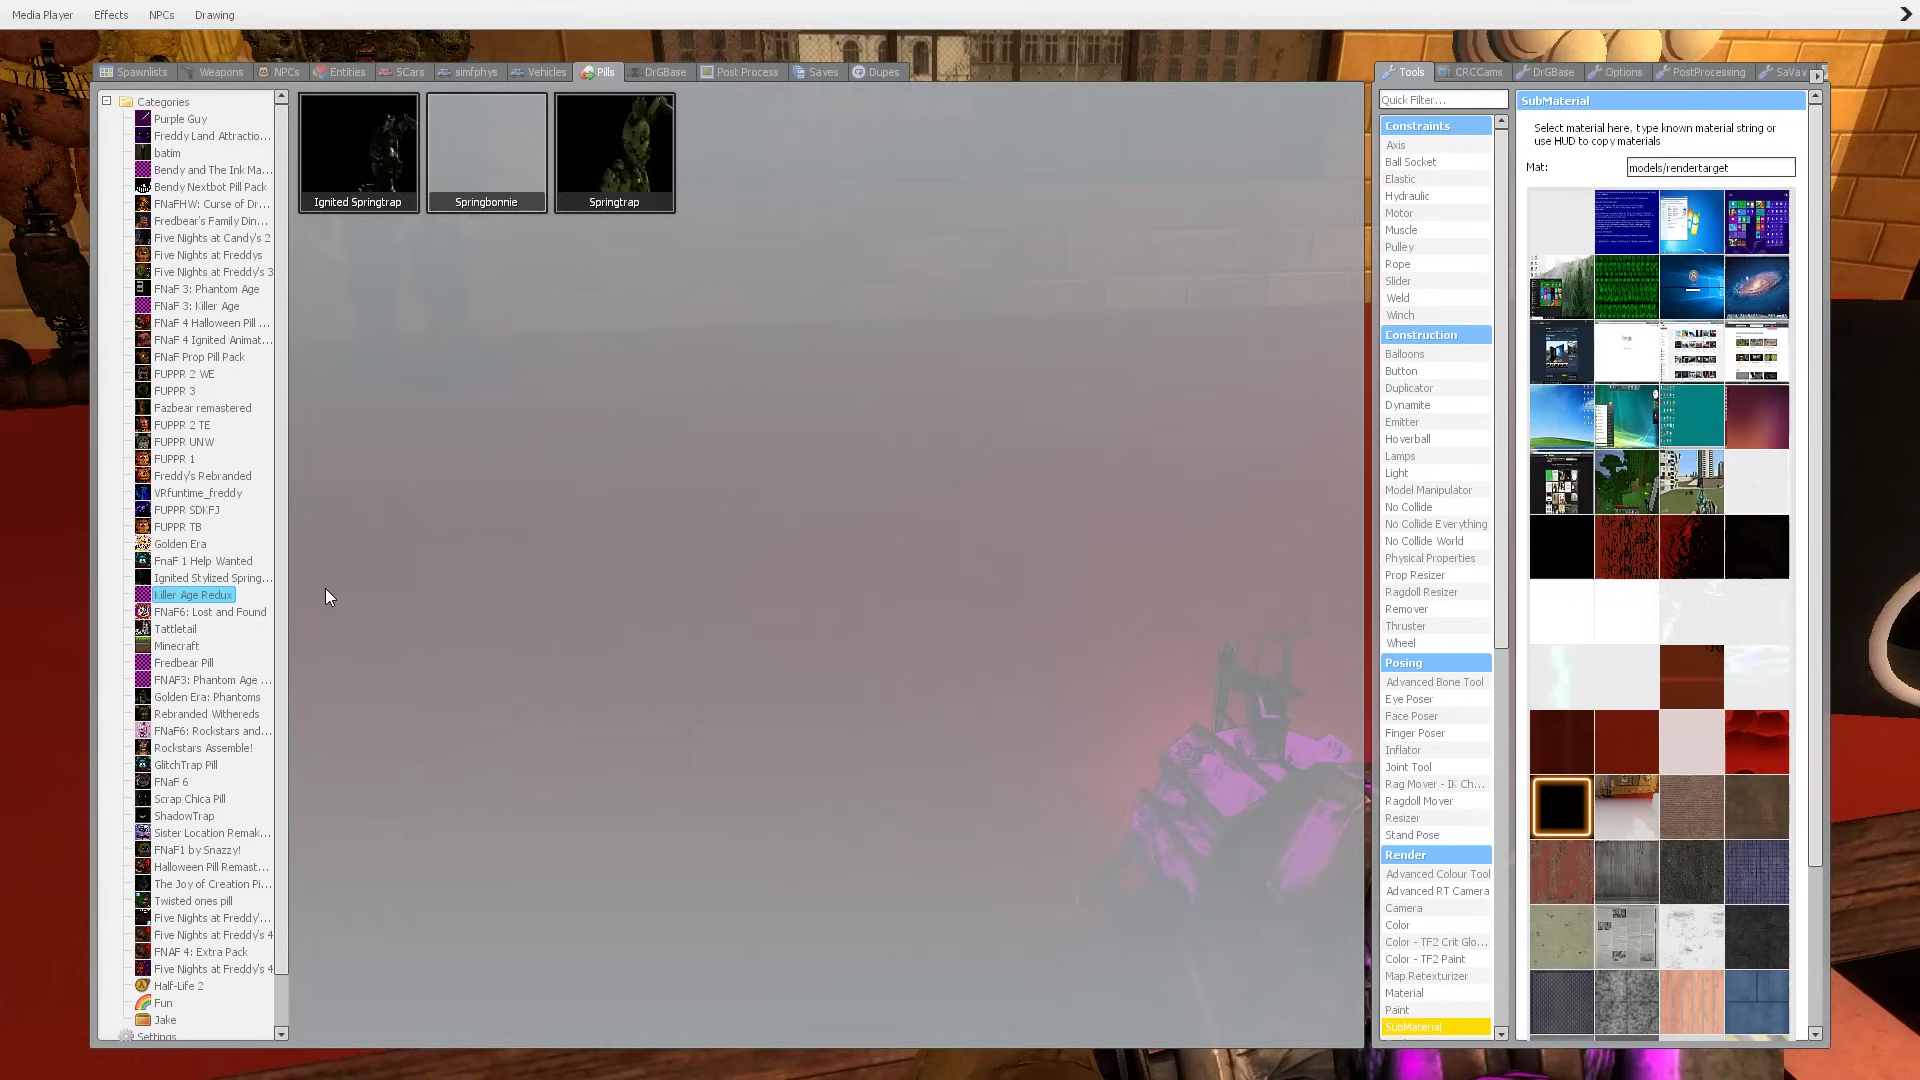 Media Player Effects NPCs Drawing
Spawnlists Weapons NPCs Entities SCars simfphys Vehicles Pills DrGBase Post Process Saves Dupes
Categories
Purple Guy
Freddy Land Attractio...
batim
Bendy and The Ink Ma...
Bendy Nextbot Pill Pack
FNaFHW: Curse of Dr...
Fredbear's Family Din...
Five Nights at Candy's 2
Five Nights at Freddys
Five Nights at Freddy's 3
FNaF 3: Phantom Age
FNaF 3: Killer Age
FNaF 4 Halloween Pill ...
FNaF 4 Ignited Animat...
FNaF Prop Pill Pack
FUPPR 2 WE
FUPPR 3
Fazbear remastered
FUPPR 2 TE
FUPPR UNW
FUPPR 1
Freddy's Rebranded
VRfuntime_freddy
FUPPR SDKFJ
FUPPR TB
Golden Era
FnaF 1 Help Wanted
Ignited Stylized Spring...
Killer Age Redux
FNaF6: Lost and Found
Tattletail
Minecraft
Fredbear Pill
FNAF3: Phantom Age ...
Golden Era: Phantoms
Rebranded Withereds
FNaF6: Rockstars and...
Rockstars Assemble!
GlitchTrap Pill
FNaF 6
Scrap Chica Pill
ShadowTrap
Sister Location Remak...
FNaF1 by Snazzy!
Halloween Pill Remast...
The Joy of Creation Pi...
Twisted ones pill
Five Nights at Freddy'...
Five Nights at Freddy's 4
FNAF 4: Extra Pack
Five Nights at Freddy's 4
Half-Life 2
Fun
Jake
Settings
Ignited Springtrap Springbonnie Springtrap
Tools CRCCams DrGBase Options PostProcessing SaVav
Quick Filter...
Constraints
Axis
Ball Socket
Elastic
Hydraulic
Motor
Muscle
Pulley
Rope
Slider
Weld
Winch
Construction
Balloons
Button
Duplicator
Dynamite
Emitter
Hoverball
Lamps
Light
Model Manipulator
No Collide
No Collide Everything
No Collide World
Physical Properties
Prop Resizer
Ragdoll Resizer
Remover
Thruster
Wheel
Posing
Advanced Bone Tool
Eye Poser
Face Poser
Finger Poser
Inflator
Joint Tool
Rag Mover - IK Ch...
Ragdoll Mover
Resizer
Stand Pose
Render
Advanced Colour Tool
Advanced RT Camera
Camera
Color
Color - TF2 Crit Glo...
Color - TF2 Paint
Map Retexturizer
Material
Paint
SubMaterial
SubMaterial
Select material here, type known material string or
use HUD to copy materials
Mat: models/rendertarget